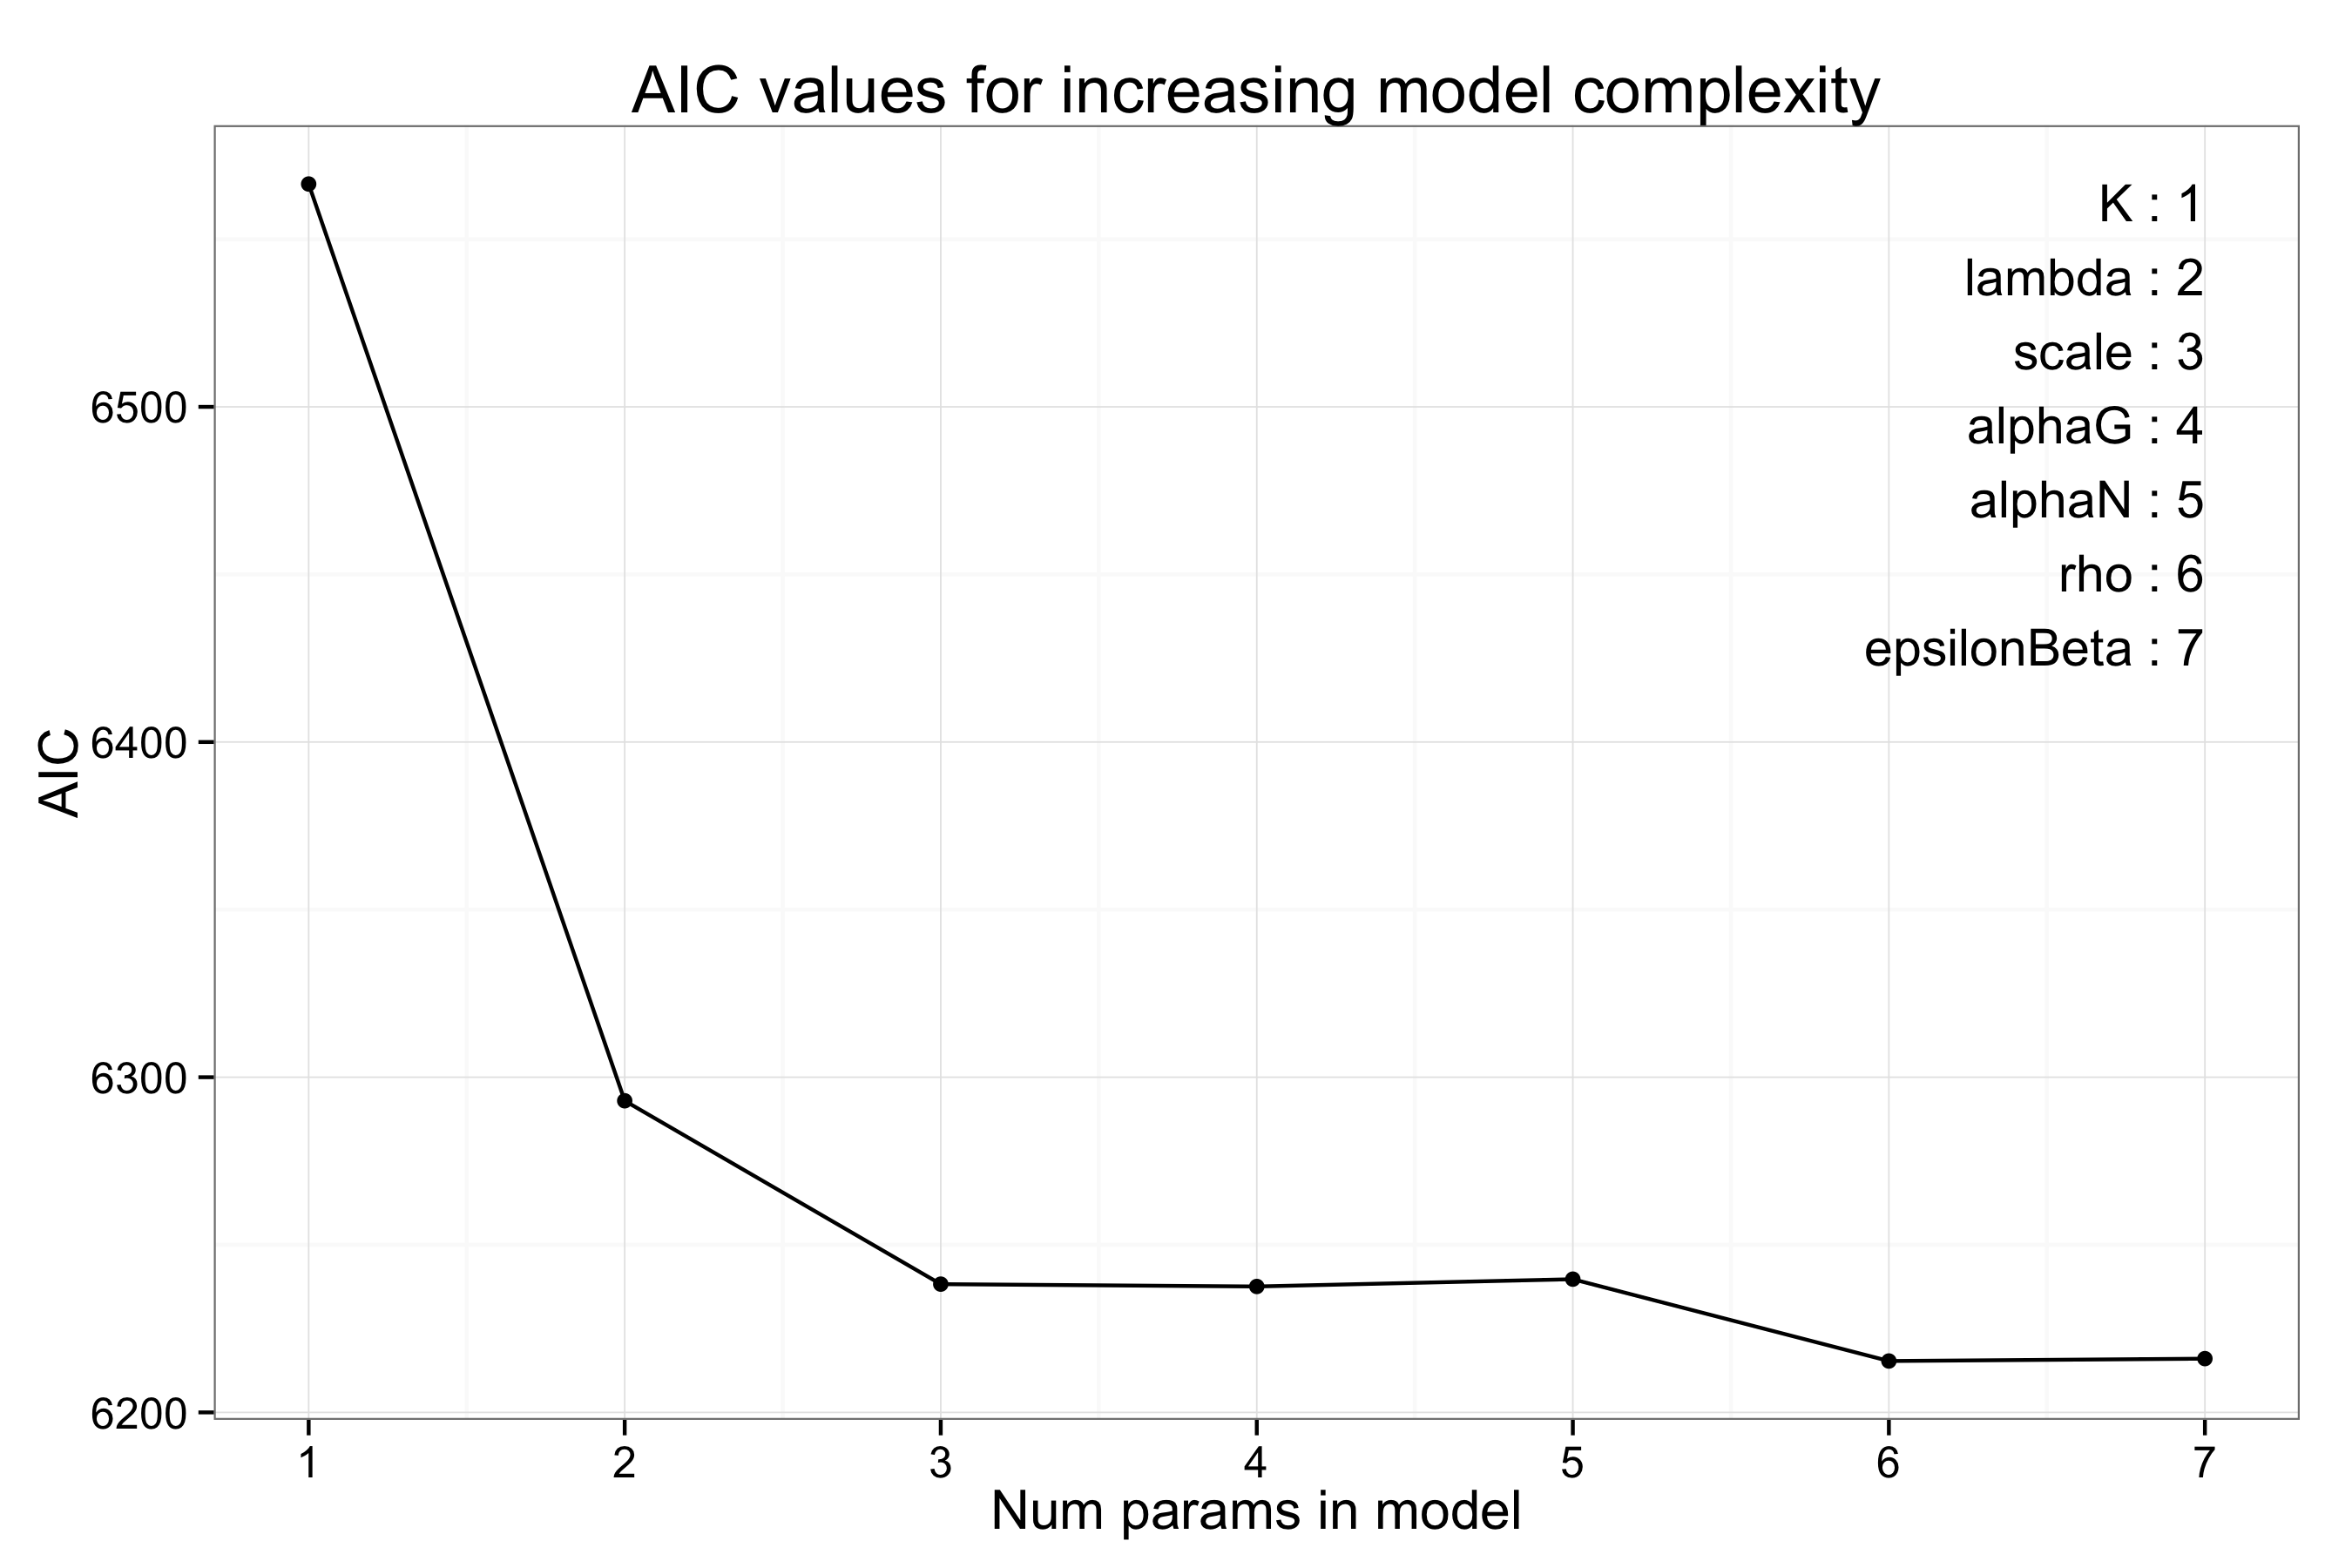 AIC values for increasing model complexity
K : 1
lambda : 2
scale : 3
alphaG : 4
alphaN : 5
rho : 6
epsilonBeta : 7
AIC
6500
6400
6300
6200
1 2 3 4 5 6 7
Num params in model